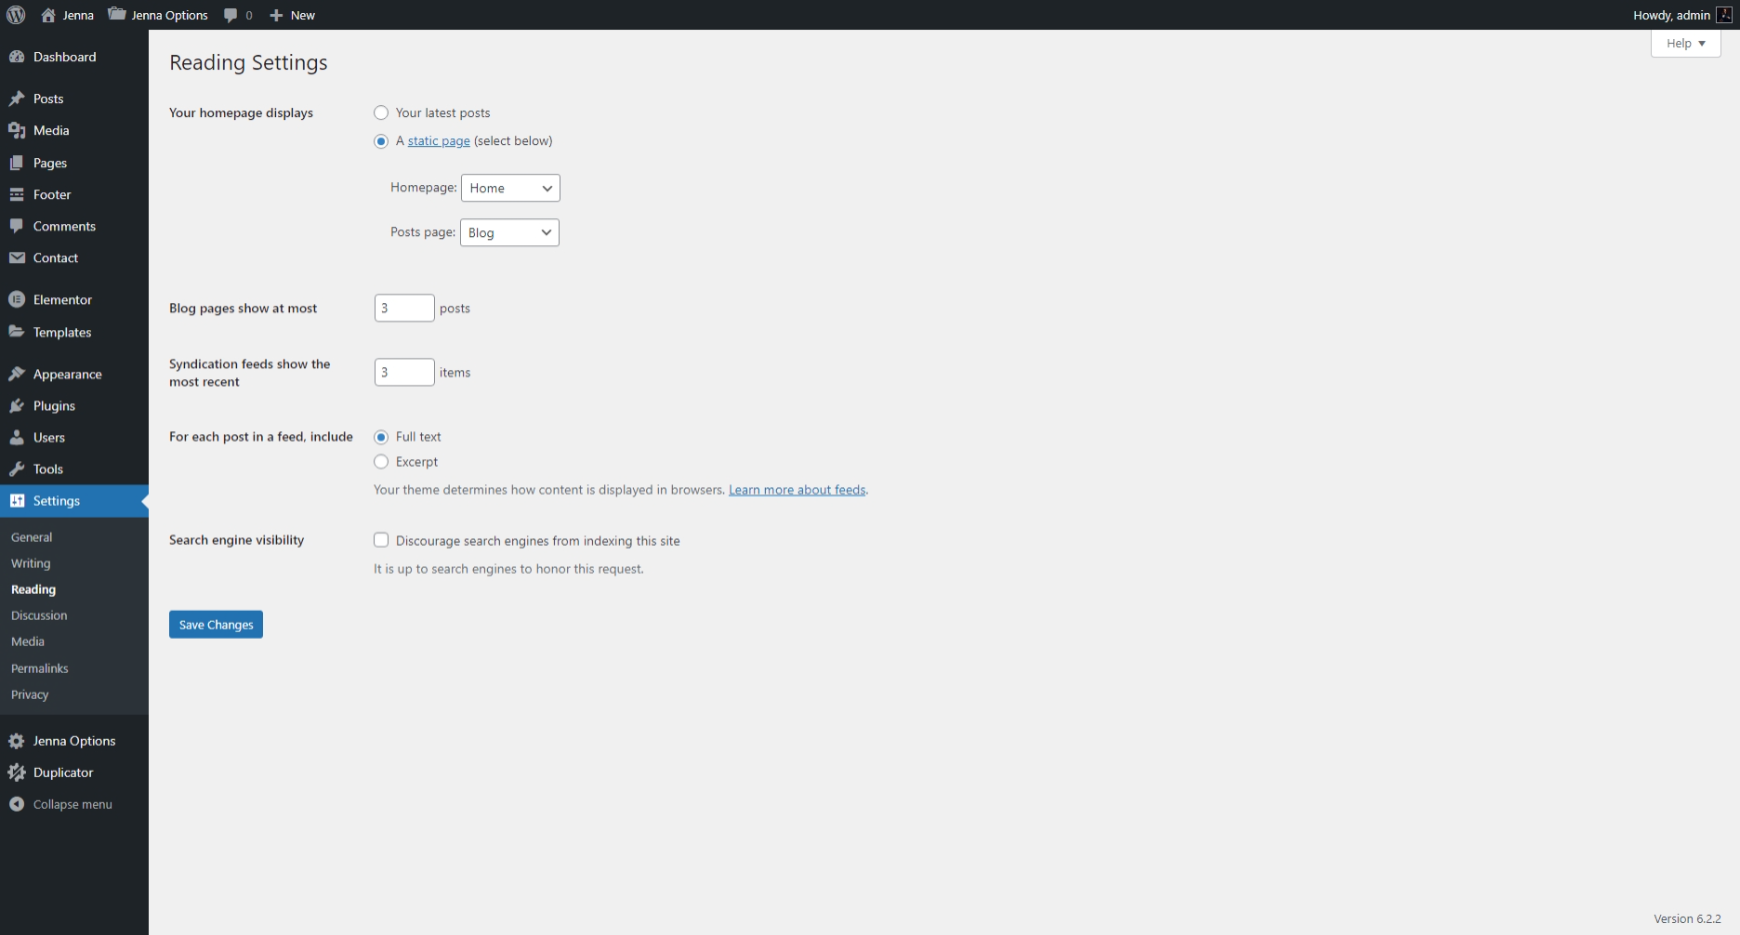 Jenna
Jenna Options
0
New
Howdy, admin
Help
Dashboard
Posts
Media
Pages
Footer
Comments
Contact
Elementor
Templates
Appearance
Plugins
Users
Tools
Settings
General
Writing
Reading
Discussion
Media
Permalinks
Privacy
Jenna Options
Duplicator
Collapse menu
Reading Settings
Your homepage displays
Your latest posts
A static page (select below)
Homepage: Home
Posts page: Blog
Blog pages show at most
3 posts
Syndication feeds show the
most recent
3 items
For each post in a feed, include
Full text
Excerpt
Your theme determines how content is displayed in browsers. Learn more about feeds.
Search engine visibility
Discourage search engines from indexing this site
It is up to search engines to honor this request.
Save Changes
Version 6.2.2